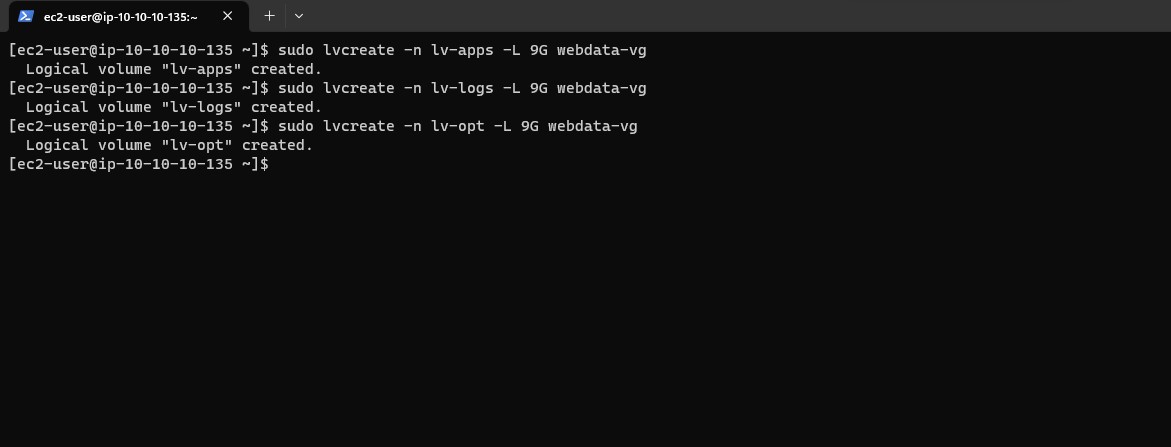 ec2-user@ip-10-10-10-135:~
[ec2-user@ip-10-10-10-135 ~]$ sudo lvcreate -n lv-apps -L 9G webdata-vg
  Logical volume "lv-apps" created.
[ec2-user@ip-10-10-10-135 ~]$ sudo lvcreate -n lv-logs -L 9G webdata-vg
  Logical volume "lv-logs" created.
[ec2-user@ip-10-10-10-135 ~]$ sudo lvcreate -n lv-opt -L 9G webdata-vg
  Logical volume "lv-opt" created.
[ec2-user@ip-10-10-10-135 ~]$